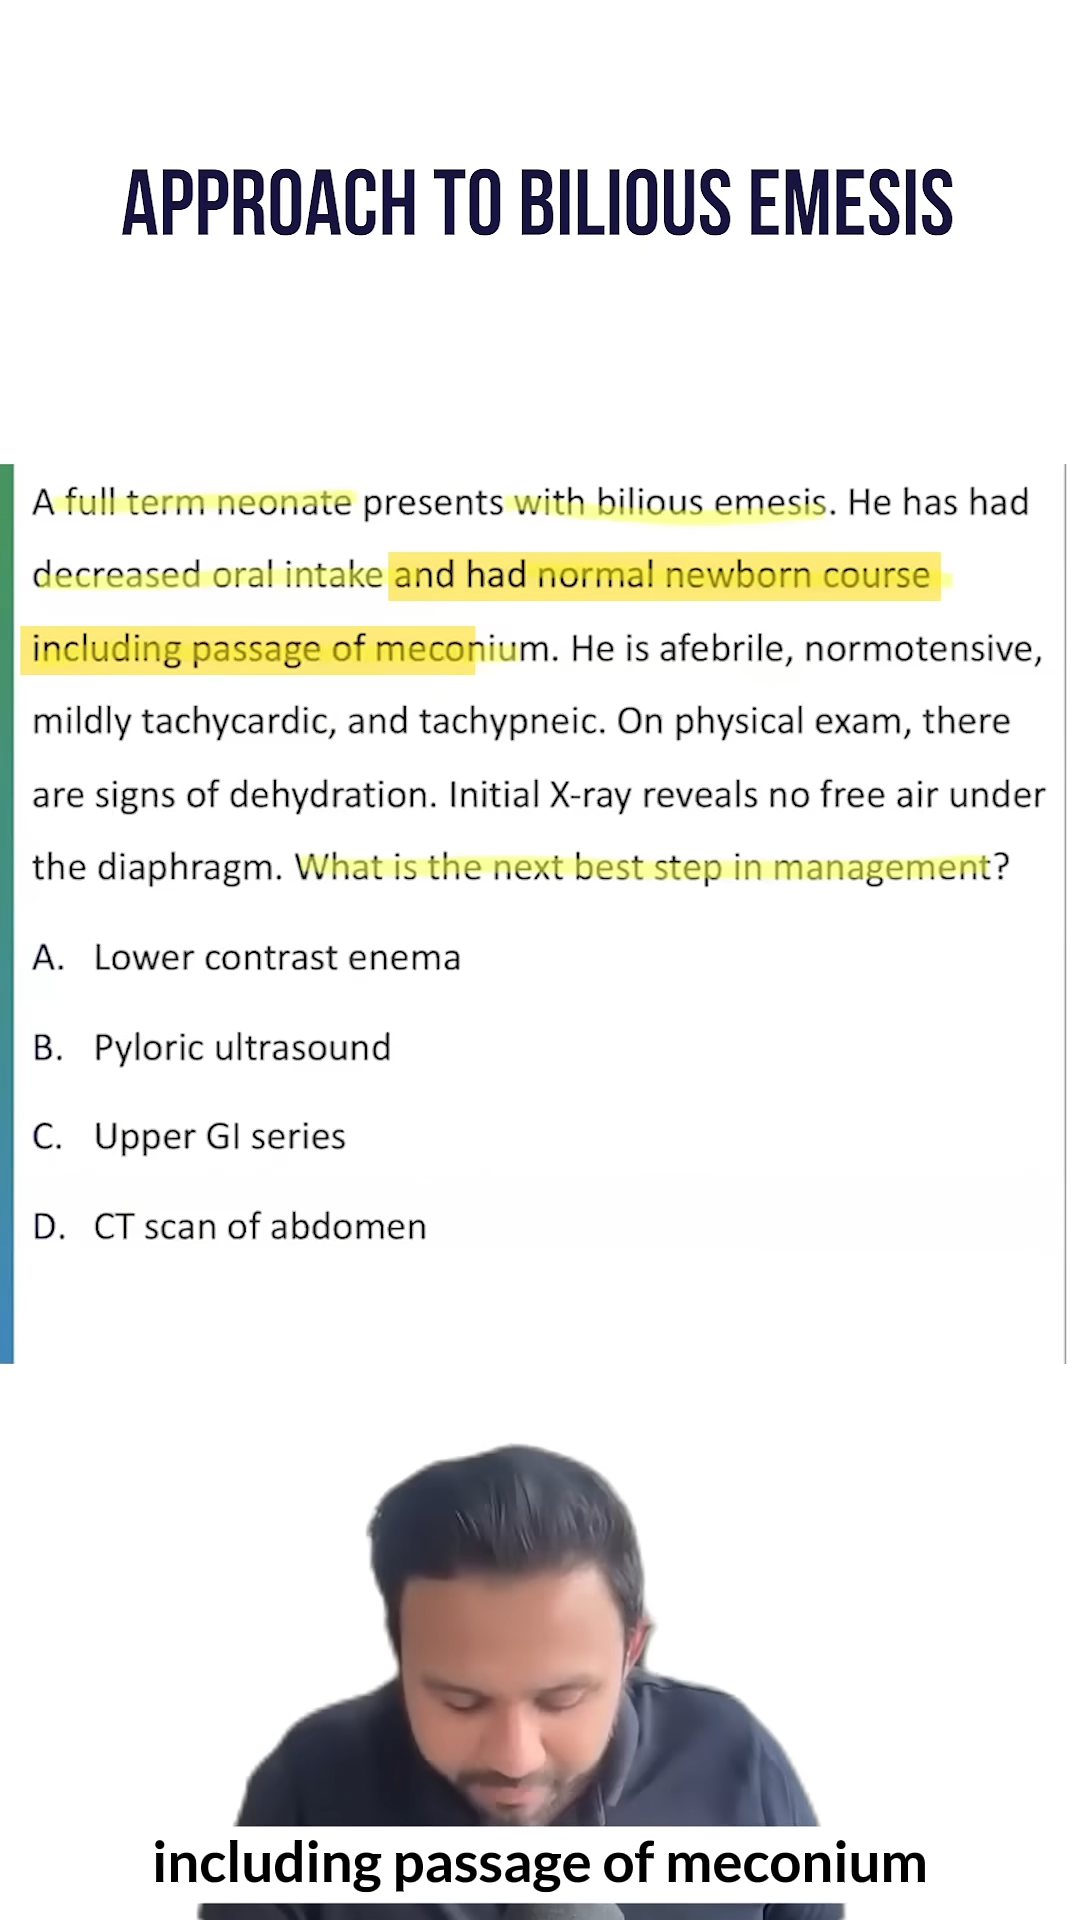 APPROACH TO BILIOUS EMESIS
A full term neonate presents with bilious emesis. He has had
decreased oral intake and had normal newborn course
including passage of meconium. He is afebrile, normotensive,
mildly tachycardic, and tachypneic. On physical exam, there
are signs of dehydration. Initial X-ray reveals no free air under
the diaphragm. What is the next best step in management?
A. Lower contrast enema
B. Pyloric ultrasound
C. Upper GI series
D. CT scan of abdomen
including passage of meconium